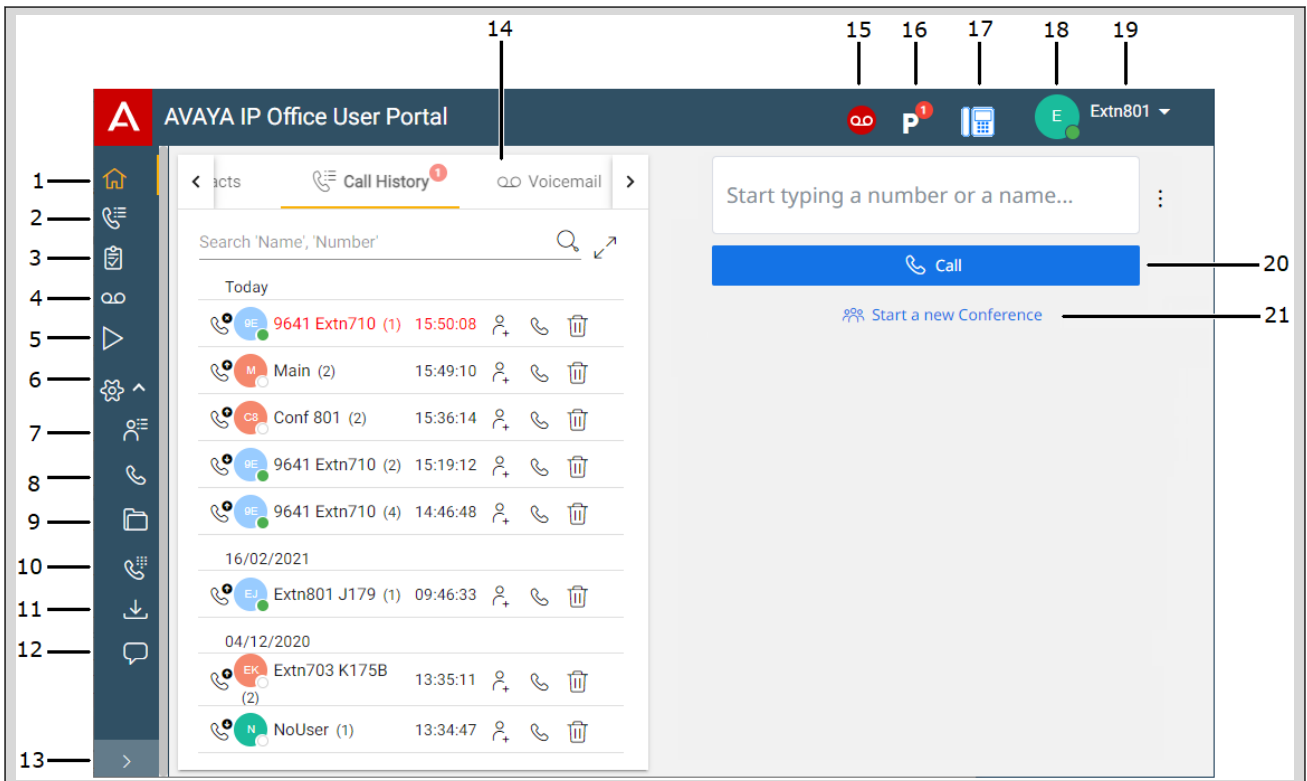 14 15 16 17 18 19
AVAYA IP Office User Portal
P 1
E
Extn801
1
2
3
4
5
6
7
8
9
10
11
12
13
acts
Call History 1
Voicemail
Search 'Name', 'Number'
Today
9E 9641 Extn710 (1) 15:50:08
M Main (2) 15:49:10
C8 Conf 801 (2) 15:36:14
9E 9641 Extn710 (2) 15:19:12
9E 9641 Extn710 (4) 14:46:48
16/02/2021
EJ Extn801 J179 (1) 09:46:33
04/12/2020
EK Extn703 K175B 13:35:11
(2)
N NoUser (1) 13:34:47
Start typing a number or a name...
Call
20
Start a new Conference
21